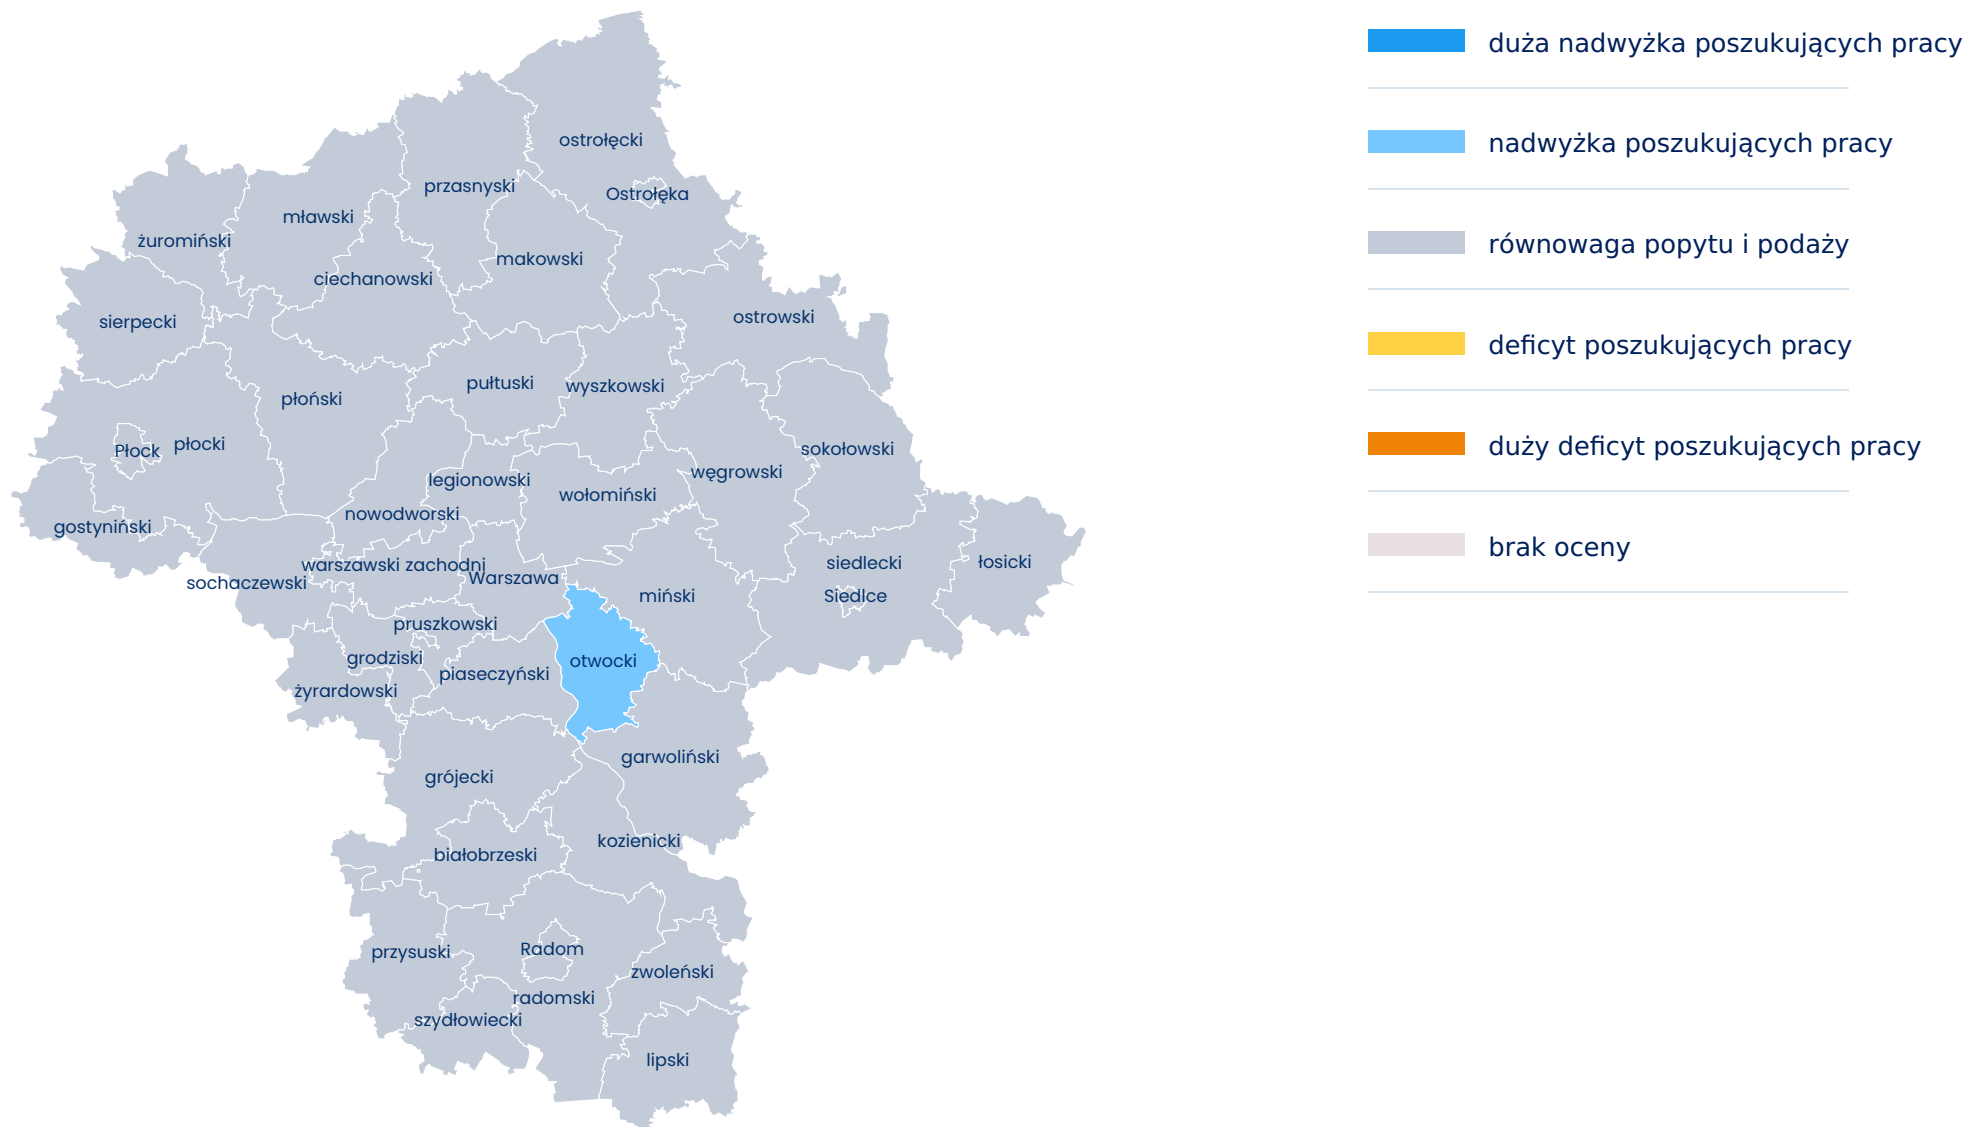 duża nadwyżka poszukujących pracy
nadwyżka poszukujących pracy
równowaga popytu i podaży
deficyt poszukujących pracy
duży deficyt poszukujących pracy
brak oceny
ostrołęcki
przasnyski
Ostrołęka
mławski
żuromiński
makowski
ciechanowski
sierpecki
ostrowski
pułtuski
wyszkowski
płoński
płocki
Płock
sokołowski
węgrowski
legionowski
wołomiński
nowodworski
gostyniński
warszawski zachodni
siedlecki
łosicki
sochaczewski
Warszawa
miński
Siedlce
pruszkowski
grodziski
otwocki
piaseczyński
żyrardowski
garwoliński
grójecki
kozienicki
białobrzeski
przysuski
Radom
zwoleński
radomski
szydłowiecki
lipski